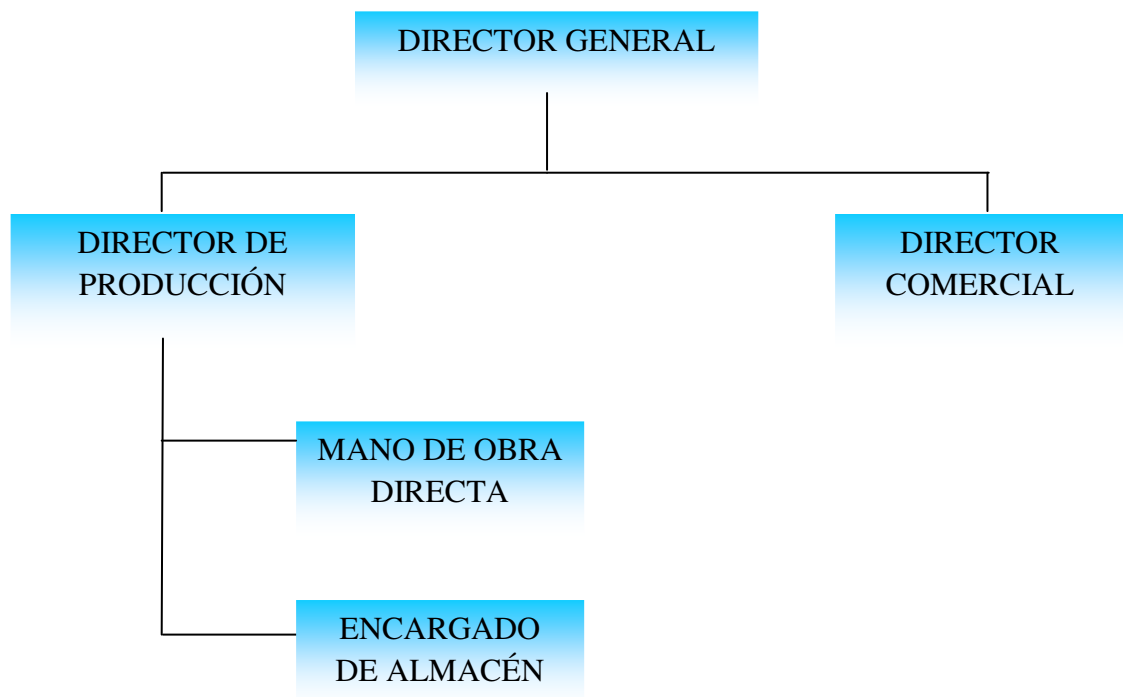 DIRECTOR GENERAL
DIRECTOR DE
PRODUCCIÓN
DIRECTOR
COMERCIAL
MANO DE OBRA
DIRECTA
ENCARGADO
DE ALMACÉN